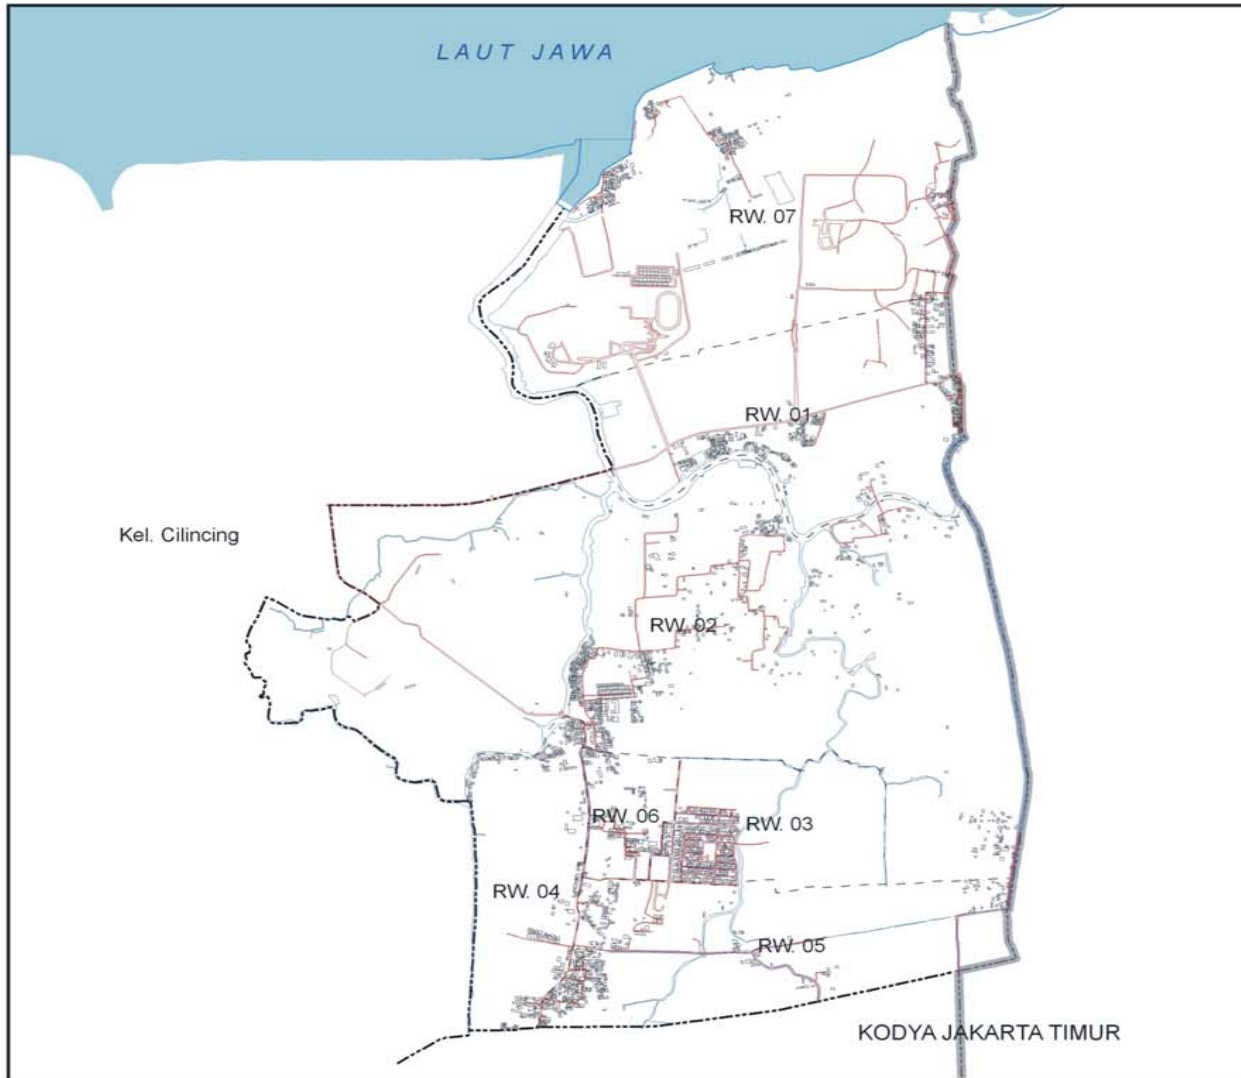 LAUT JAWA
RW. 07
RW. 01
Kel. Cilincing
RW. 02
RW. 06
RW. 03
RW. 04
RW. 05
KODYA JAKARTA TIMUR